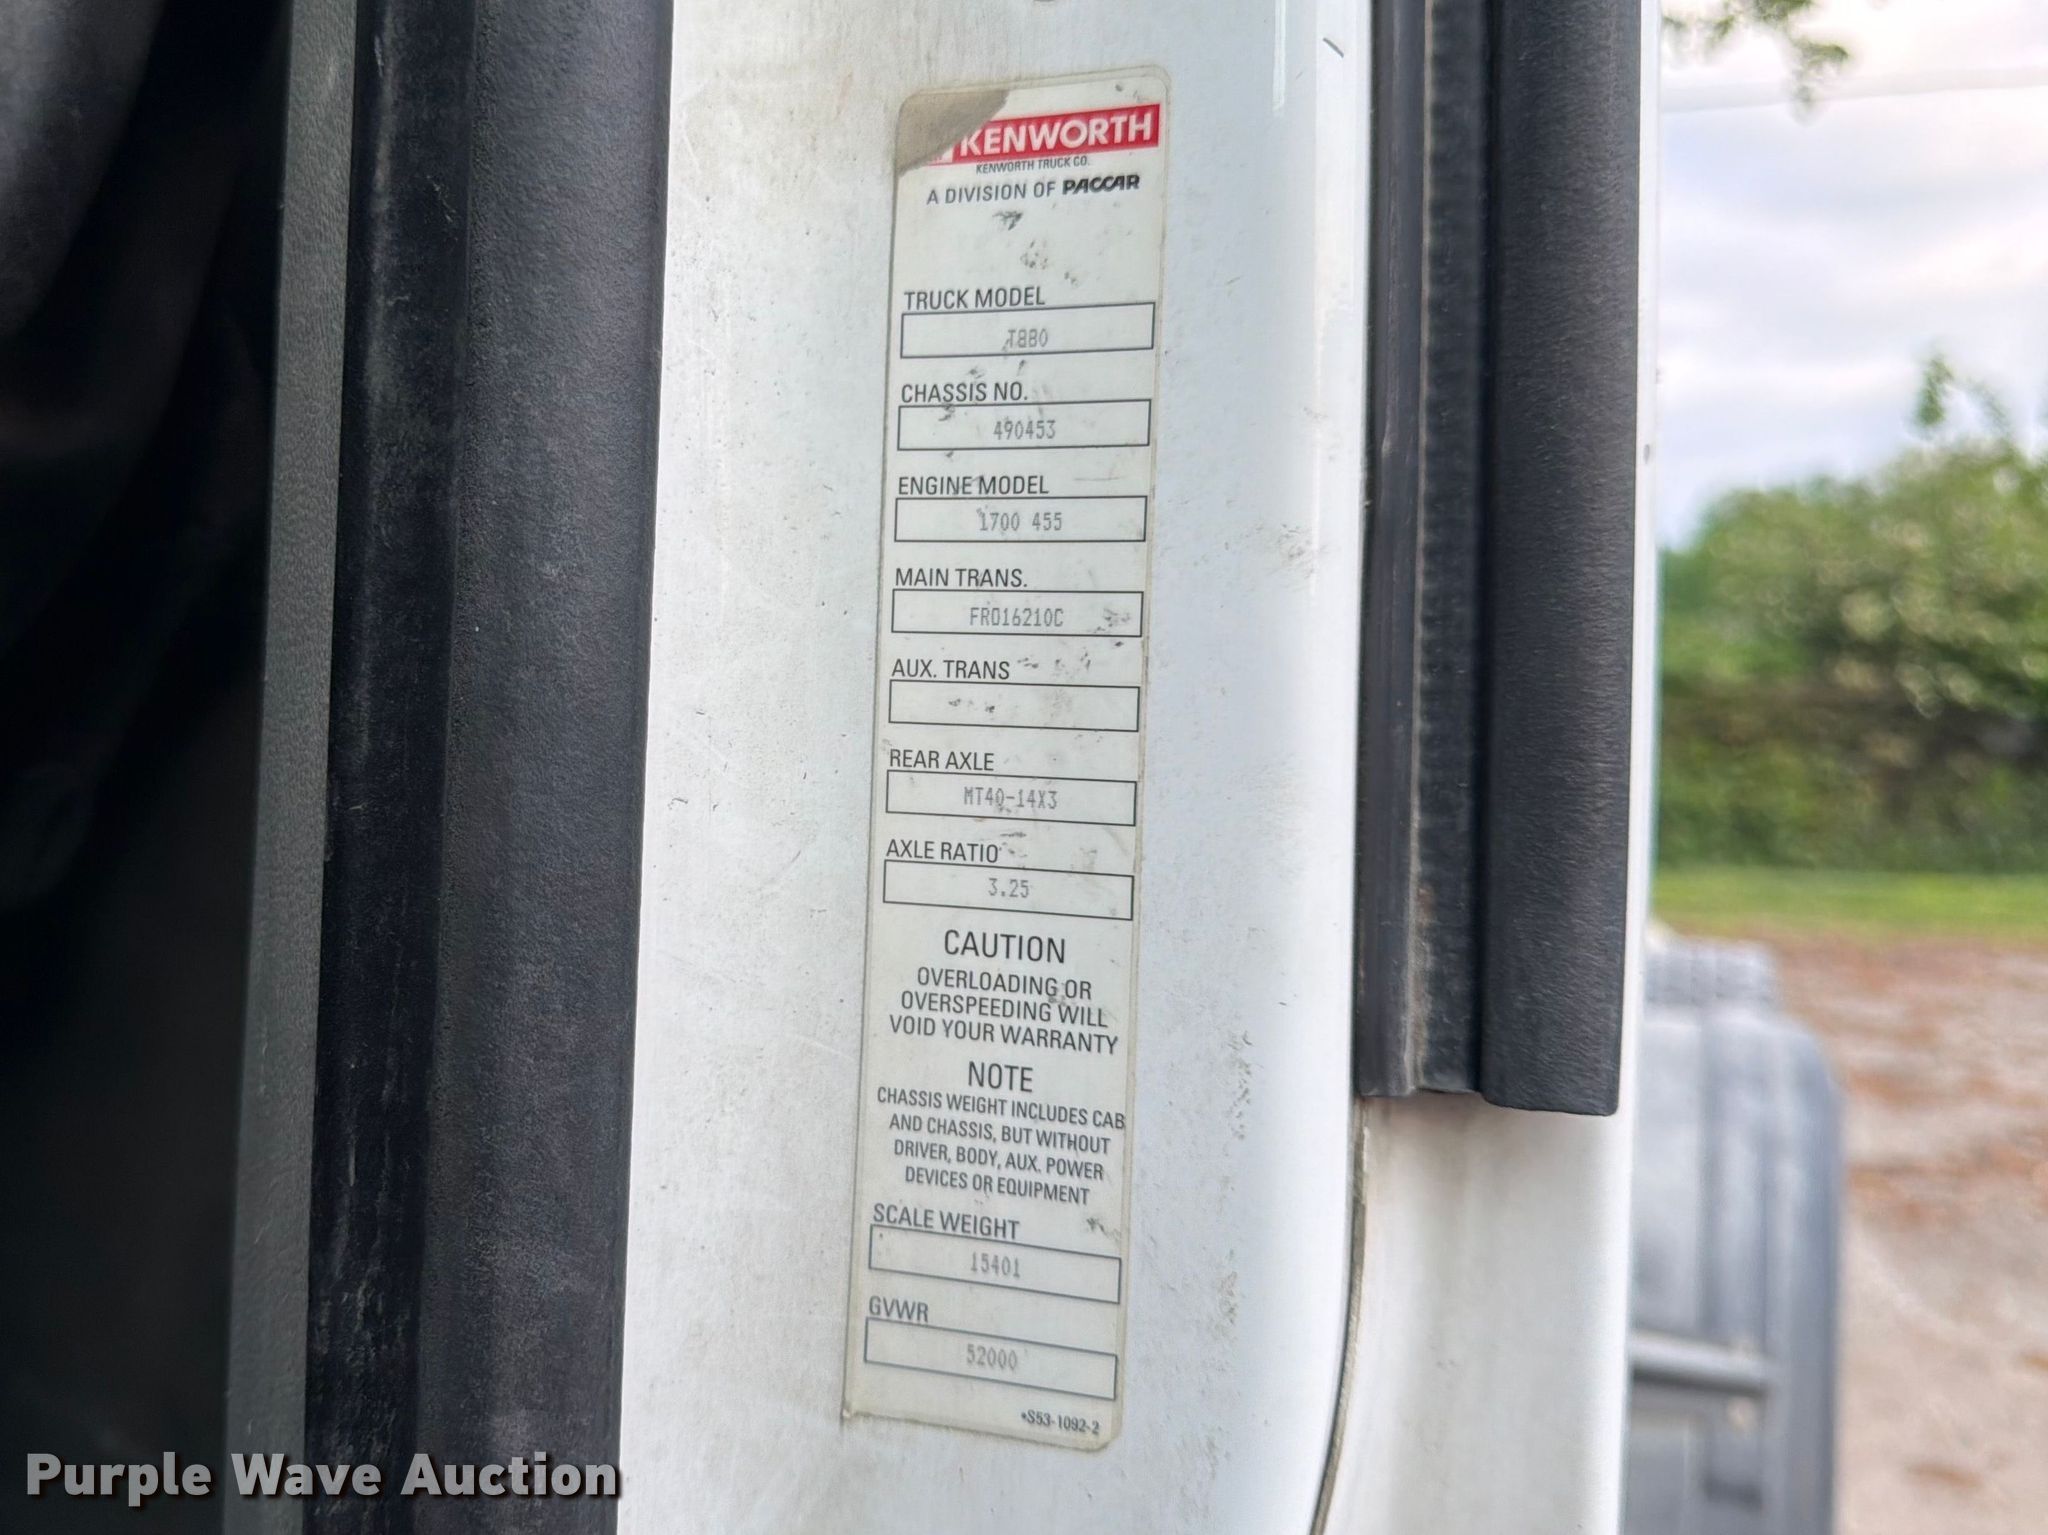 KENWORTH
KENWORTH TRUCK CO.
A DIVISION OF PACCAR
TRUCK MODEL
T880
CHASSIS NO.
490453
ENGINE MODEL
1700 455
MAIN TRANS.
FRO16210C
AUX. TRANS
REAR AXLE
MT40-14X3
AXLE RATIO
3.25
CAUTION
OVERLOADING OR
OVERSPEEDING WILL
VOID YOUR WARRANTY
NOTE
CHASSIS WEIGHT INCLUDES CAB
AND CHASSIS, BUT WITHOUT
DRIVER, BODY, AUX. POWER
DEVICES OR EQUIPMENT
SCALE WEIGHT
15401
GVWR
52000
•S53-1092-2
Purple Wave Auction